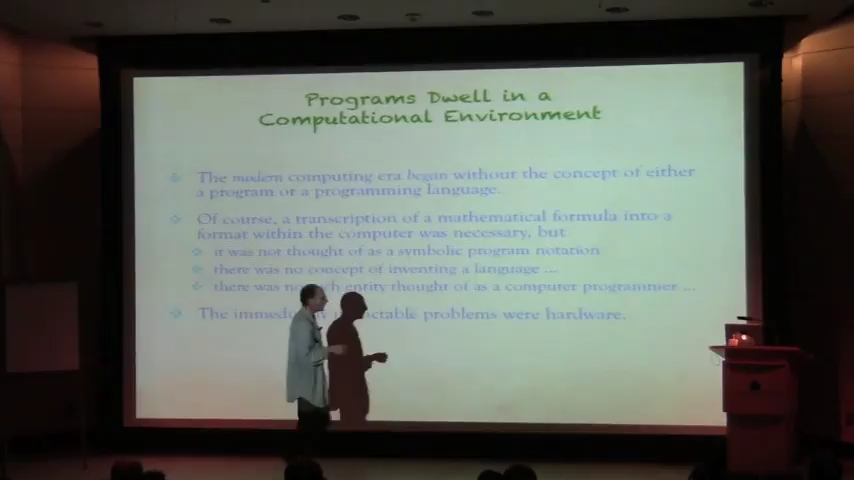 Programs Dwell in a
Computational Environment
The modern computing era began without the concept of either
a program or a programming language.
Of course, a transcription of a mathematical formula into a
format within the computer was necessary, but
it was not thought of as a symbolic program notation
there was no concept of inventing a language ...
there was no such entity thought of as a computer programmer ...
The problems were hardware.